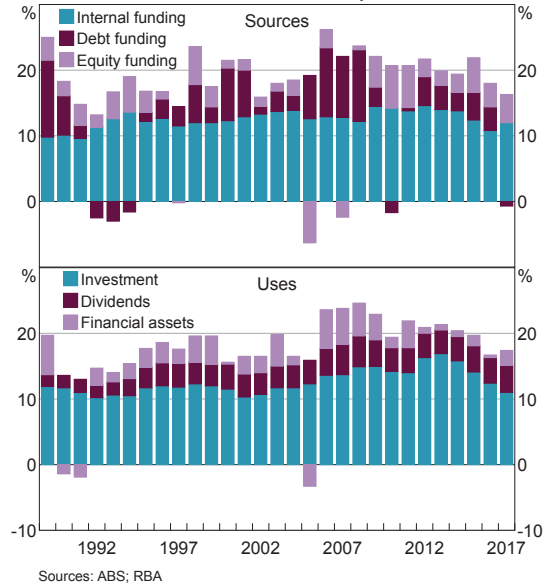 % Sources %
Internal funding
Debt funding
Equity funding
20 20
10 10
0 0
% Uses %
Investment
Dividends
Financial assets
20 20
10 10
0 0
-10 -10
1992 1997 2002 2007 2012 2017
Sources: ABS; RBA